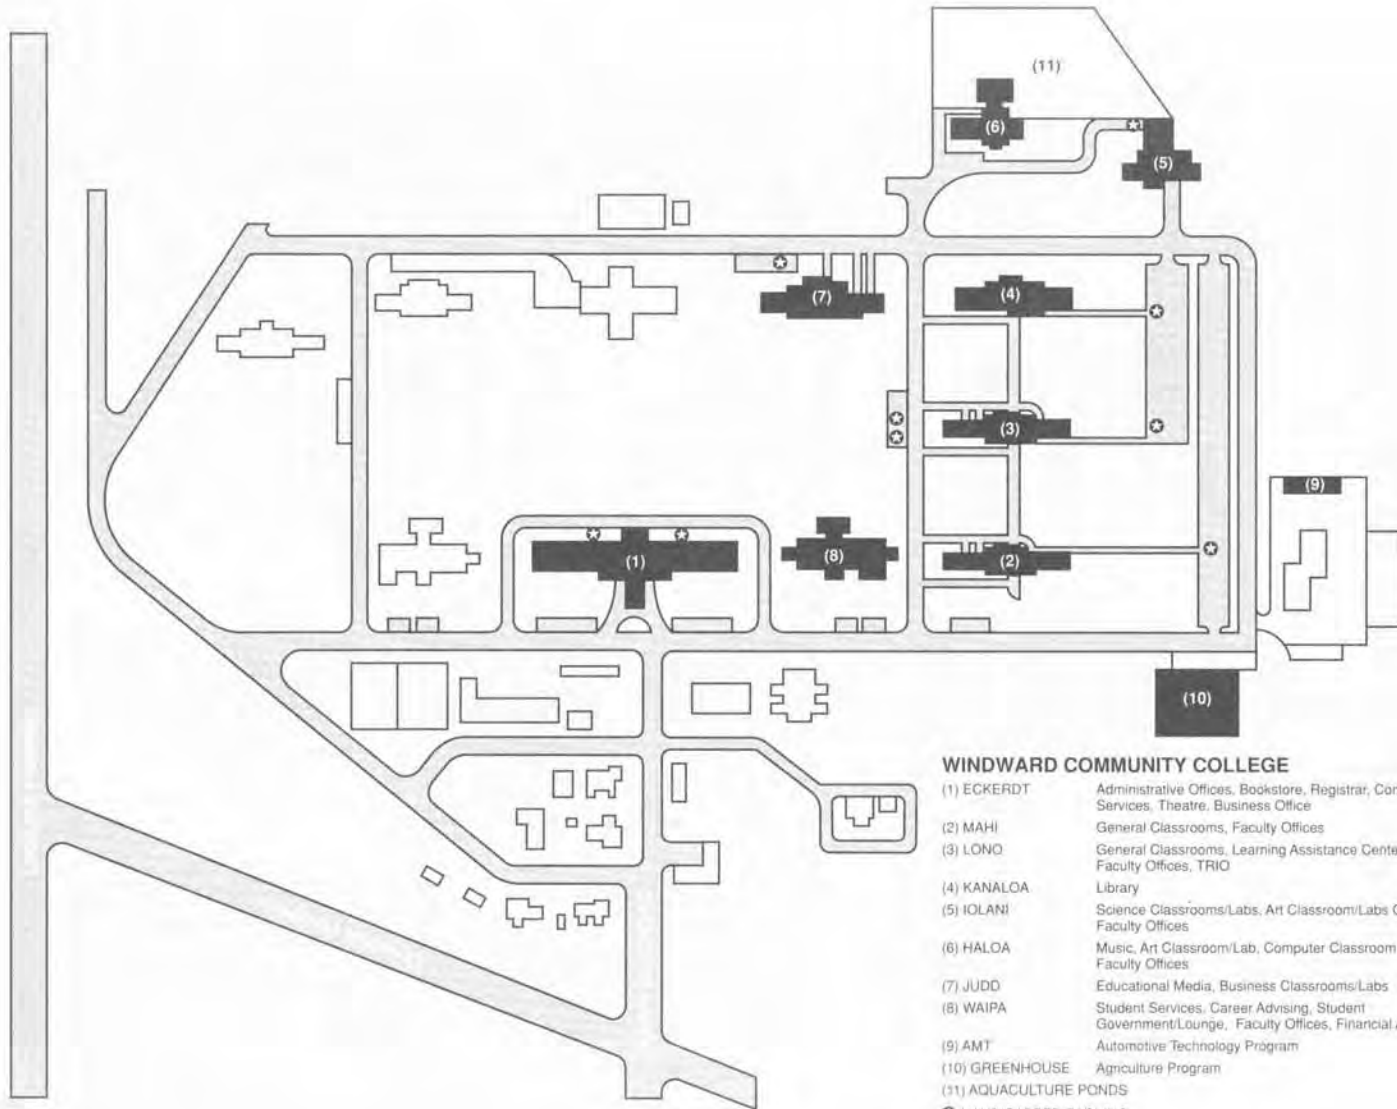 (11)
(6)
(5)
(7)
(4)
(3)
(9)
(1)
(8)
(2)
(10)
WINDWARD COMMUNITY COLLEGE
(1) ECKERDT Administrative Offices, Bookstore, Registrar,
Services, Theatre, Business Office
(2) MAHI General Classrooms, Faculty Offices
(3) LONO General Classrooms, Learning Assistance Cente
Faculty Offices, TRIO
(4) KANALOA Library
(5) IOLANI Science Classrooms/Labs, Art Classroom/Labs
Faculty Offices
(6) HALOA Music, Art Classroom/Lab, Computer Classroom
Faculty Offices
(7) JUDD Educational Media, Business Classrooms/Labs
(8) WAIPA Student Services, Career Advising, Student
Government/Lounge, Faculty Offices, Financial
(9) AMT Automotive Technology Program
(10) GREENHOUSE Agriculture Program
(11) AQUACULTURE PONDS